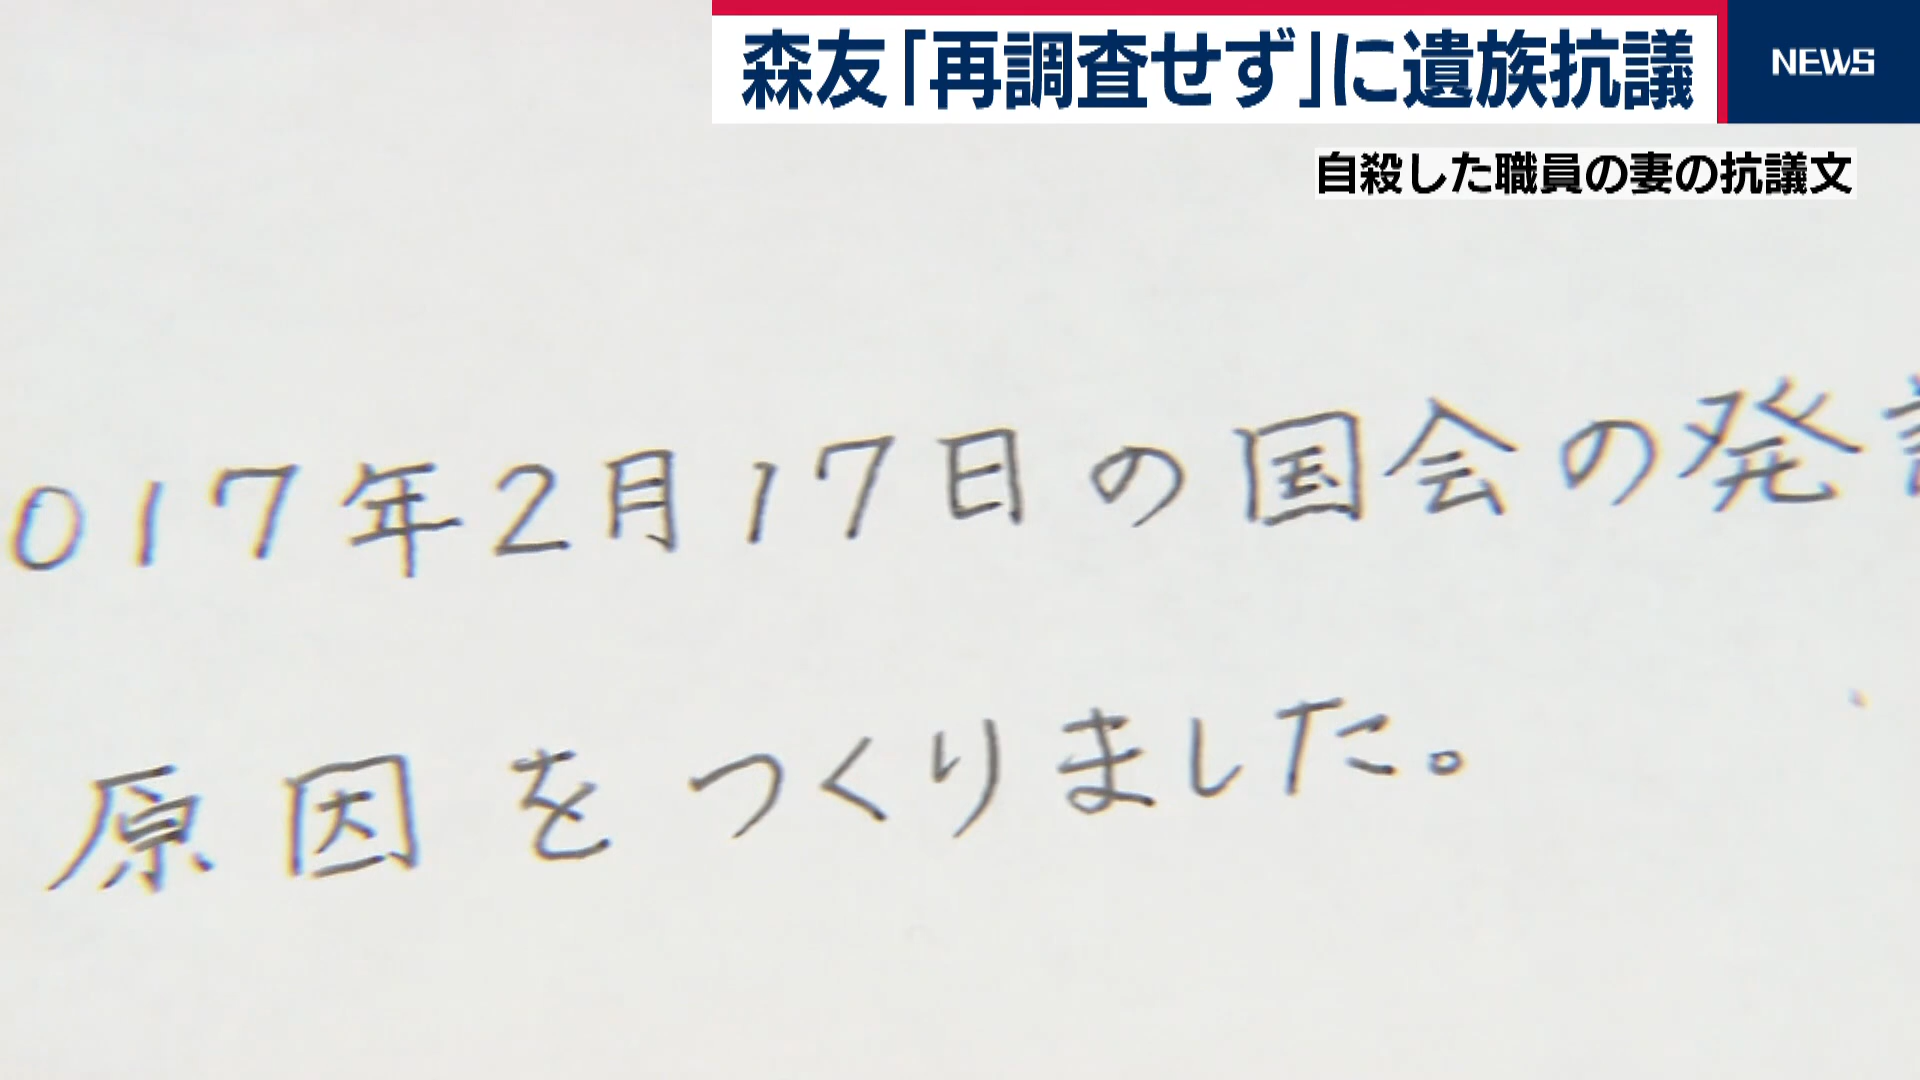 森友「再調査せず」に遺族抗議
NEWS
自殺した職員の妻の抗議文
017年2月17日の国会の発
原因をつくりました。